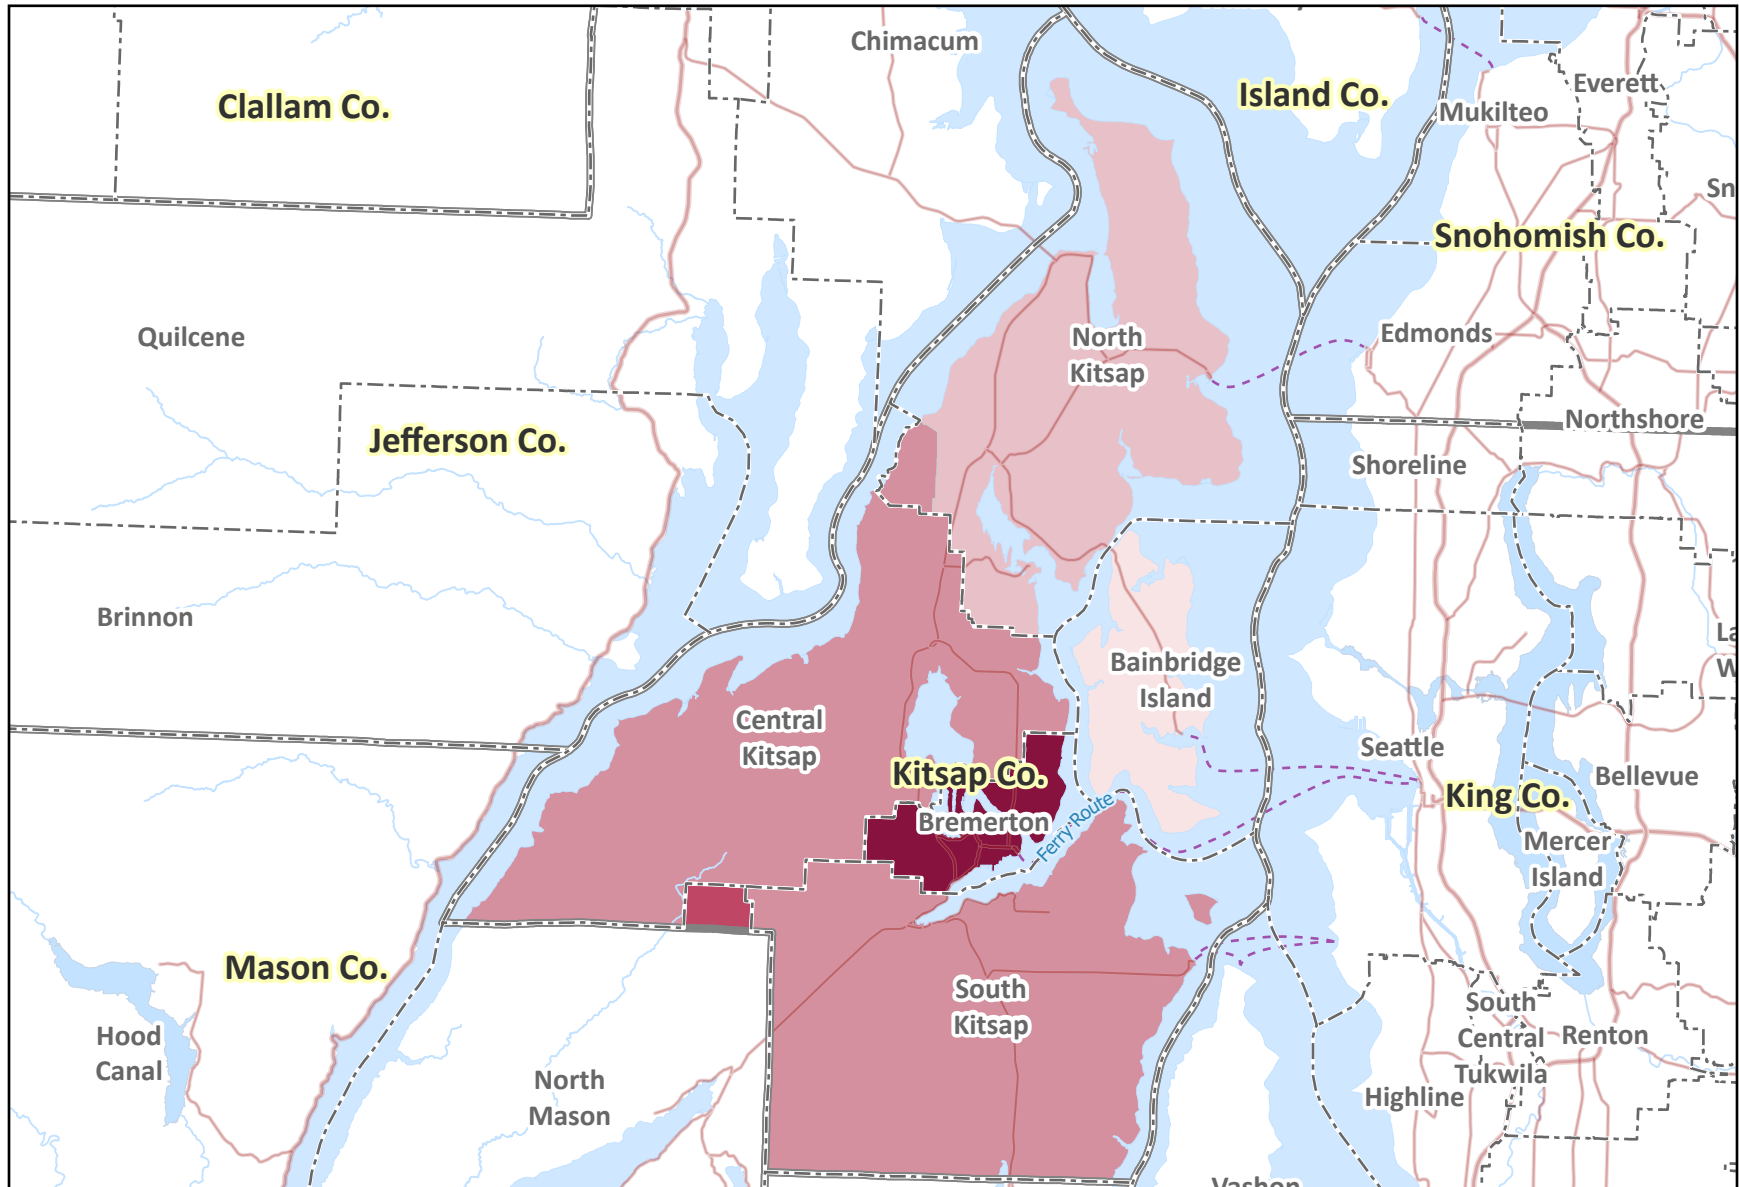 Chimacum
Clallam Co.
Island Co.
Everett
Mukilteo
Sn
Snohomish Co.
Quilcene
North
Kitsap
Edmonds
Jefferson Co.
Northshore
Shoreline
Brinnon
La
W
Bainbridge
Island
Central
Kitsap
Seattle
Kitsap Co.
Bellevue
King Co.
Bremerton
Ferry Route
Mercer
Island
Mason Co.
South
Kitsap
South
Central
Hood
Canal
Renton
North
Mason
Tukwila
Highline
Vashon